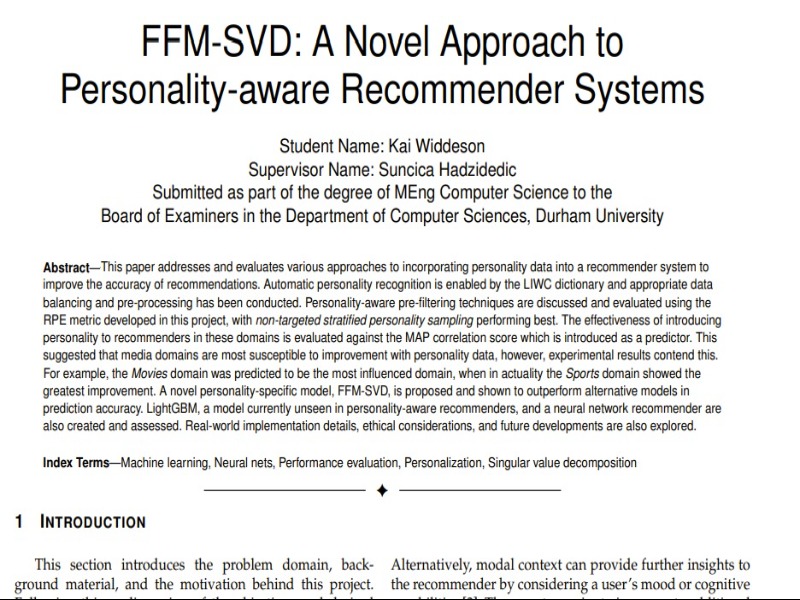 FFM-SVD: A Novel Approach to
Personality-aware Recommender Systems
Student Name: Kai Widdeson
Supervisor Name: Suncica Hadzidedic
Submitted as part of the degree of MEng Computer Science to the
Board of Examiners in the Department of Computer Sciences, Durham University
Abstract—This paper addresses and evaluates various approaches to incorporating personality data into a recommender system to
improve the accuracy of recommendations. Automatic personality recognition is enabled by the LIWC dictionary and appropriate data
balancing and pre-processing has been conducted. Personality-aware pre-filtering techniques are discussed and evaluated using the
RPE metric developed in this project, with non-targeted stratified personality sampling performing best. The effectiveness of introducing
personality to recommenders in these domains is evaluated against the MAP correlation score which is introduced as a predictor. This
suggested that media domains are most susceptible to improvement with personality data, however, experimental results contend this.
For example, the Movies domain was predicted to be the most influenced domain, when in actuality the Sports domain showed the
greatest improvement. A novel personality-specific model, FFM-SVD, is proposed and shown to outperform alternative models in
prediction accuracy. LightGBM, a model currently unseen in personality-aware recommenders, and a neural network recommender are
also created and assessed. Real-world implementation details, ethical considerations, and future developments are also explored.
Index Terms—Machine learning, Neural nets, Performance evaluation, Personalization, Singular value decomposition
1 INTRODUCTION
This section introduces the problem domain, back-
ground material, and the motivation behind this project.
Alternatively, modal context can provide further insights to
the recommender by considering a user's mood or cognitive